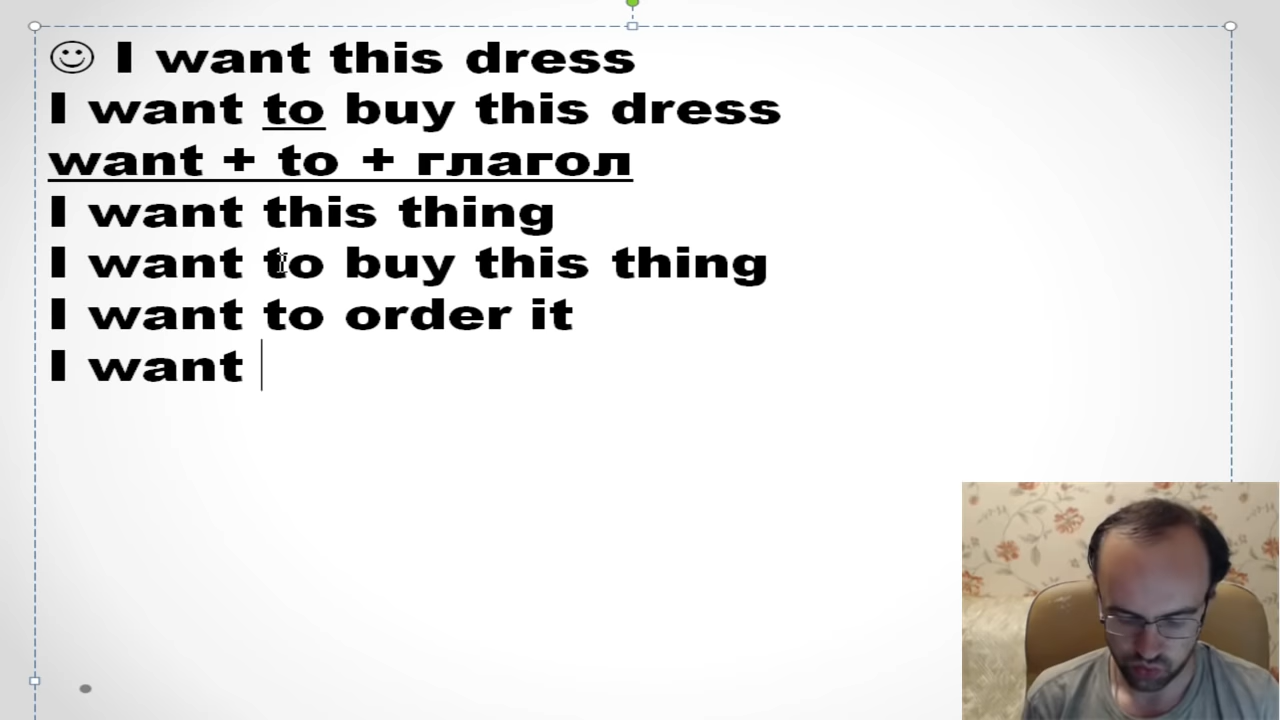 ☺ I want this dress
I want to buy this dress
want + to + глагол
I want this thing
I want to buy this thing
I want to order it
I want